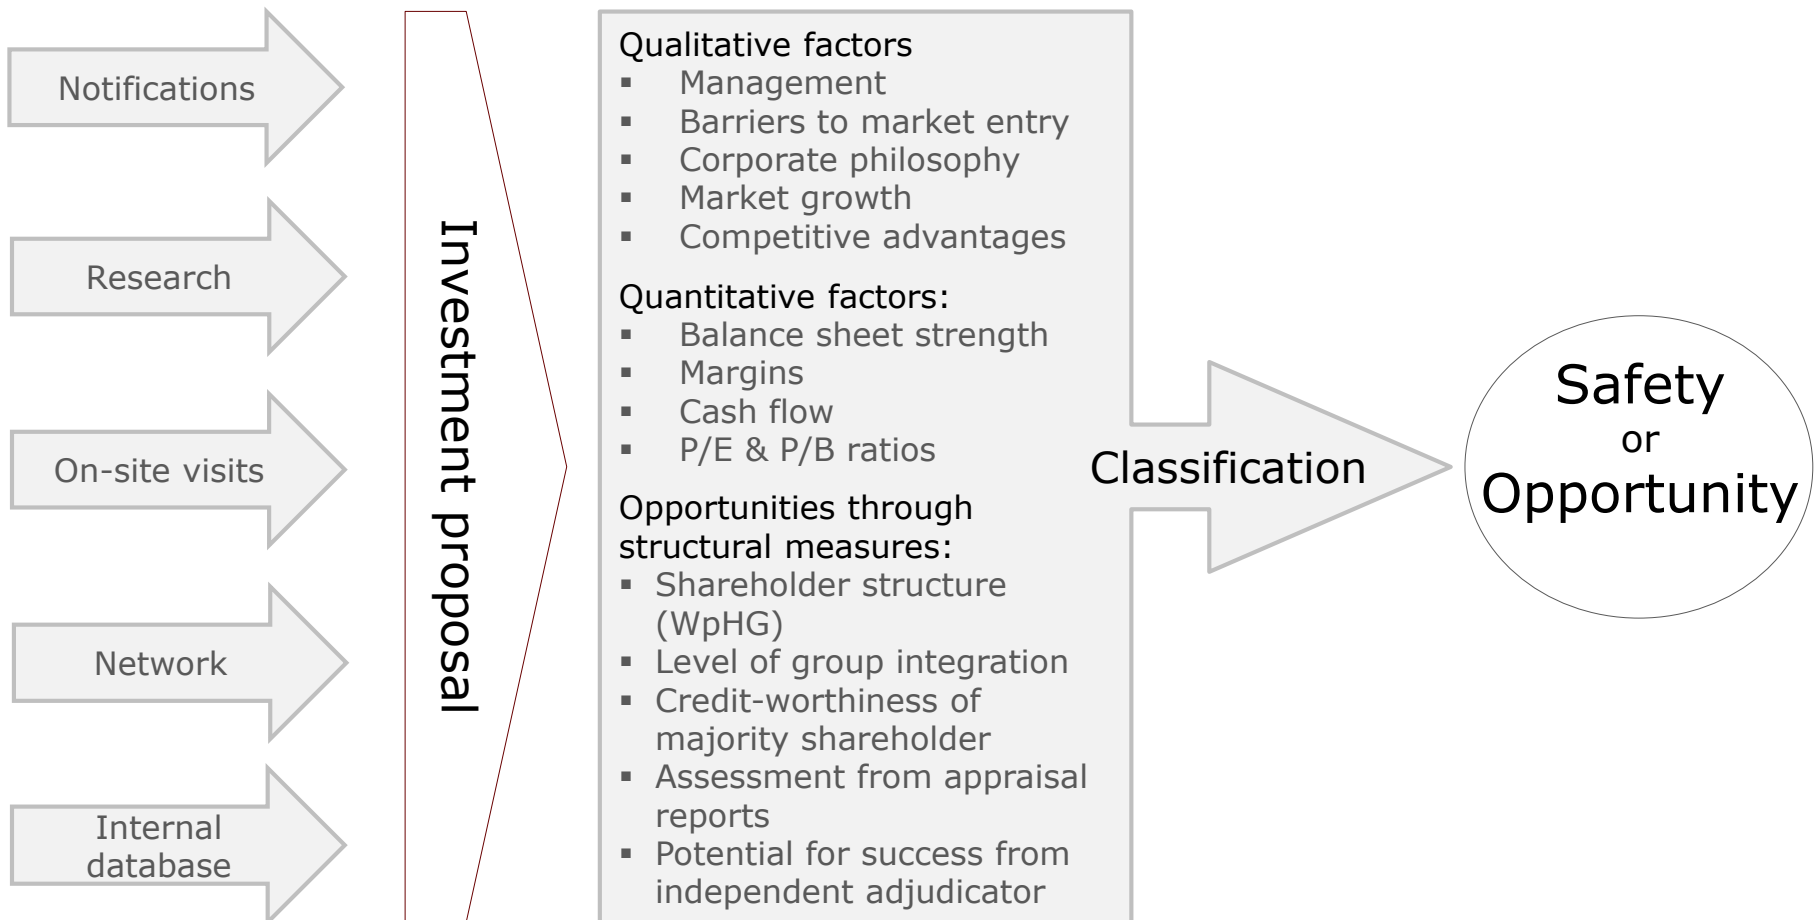 Notifications
Research
On-site visits
Network
Internal
database
Investment proposal
Qualitative factors
▪ Management
▪ Barriers to market entry
▪ Corporate philosophy
▪ Market growth
▪ Competitive advantages
Quantitative factors:
▪ Balance sheet strength
▪ Margins
▪ Cash flow
▪ P/E & P/B ratios
Opportunities through
structural measures:
▪ Shareholder structure
(WpHG)
▪ Level of group integration
▪ Credit-worthiness of
majority shareholder
▪ Assessment from appraisal
reports
▪ Potential for success from
independent adjudicator
Classification
Safety
or
Opportunity